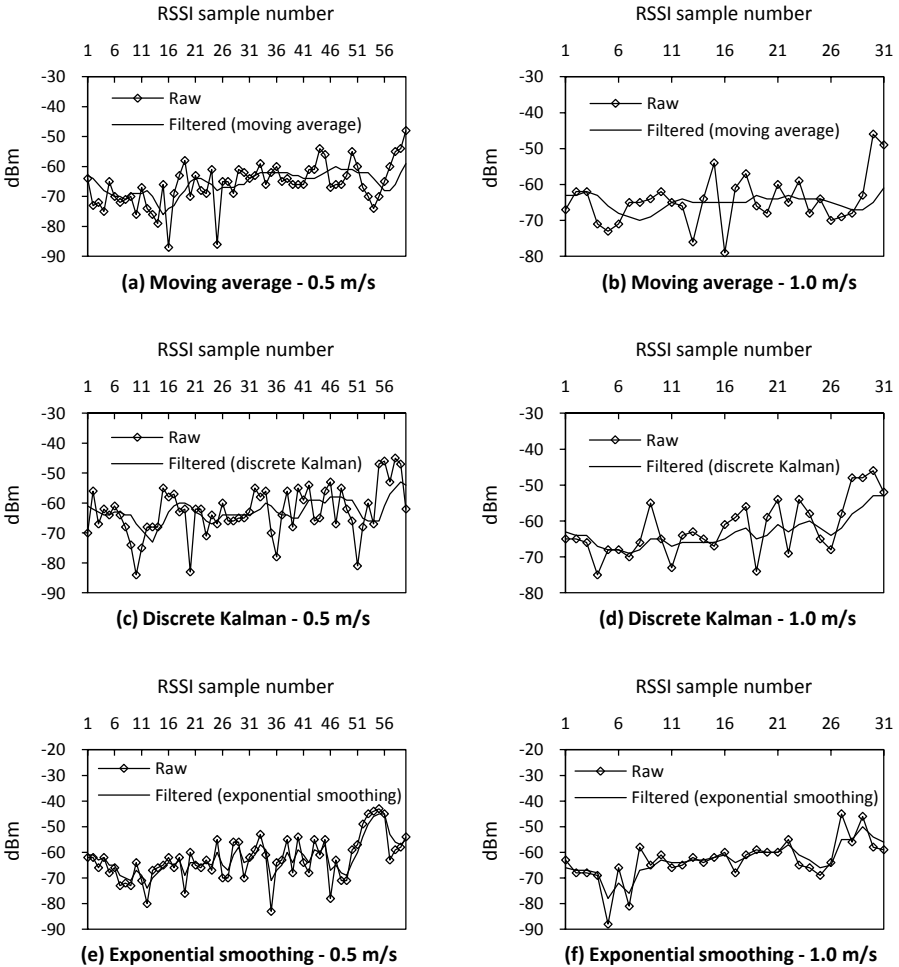 RSSI sample number
1 6 11 16 21 26 31 36 41 46 51 56
-30
-40
-50
-60
-70
-80
-90
dBm
Raw
Filtered (moving average)
(a) Moving average - 0.5 m/s
RSSI sample number
1 6 11 16 21 26 31
-30
-40
-50
-60
-70
-80
dBm
Raw
Filtered (moving average)
(b) Moving average - 1.0 m/s
RSSI sample number
1 6 11 16 21 26 31 36 41 46 51 56
-30
-40
-50
-60
-70
-80
-90
dBm
Raw
Filtered (discrete Kalman)
(c) Discrete Kalman - 0.5 m/s
RSSI sample number
1 6 11 16 21 26 31
-30
-40
-50
-60
-70
-80
dBm
Raw
Filtered (discrete Kalman)
(d) Discrete Kalman - 1.0 m/s
RSSI sample number
1 6 11 16 21 26 31 36 41 46 51 56
-20
-30
-40
-50
-60
-70
-80
-90
dBm
Raw
Filtered (exponential smoothing)
(e) Exponential smoothing - 0.5 m/s
RSSI sample number
1 6 11 16 21 26 31
-20
-30
-40
-50
-60
-70
-80
-90
dBm
Raw
Filtered (exponential smoothing)
(f) Exponential smoothing - 1.0 m/s